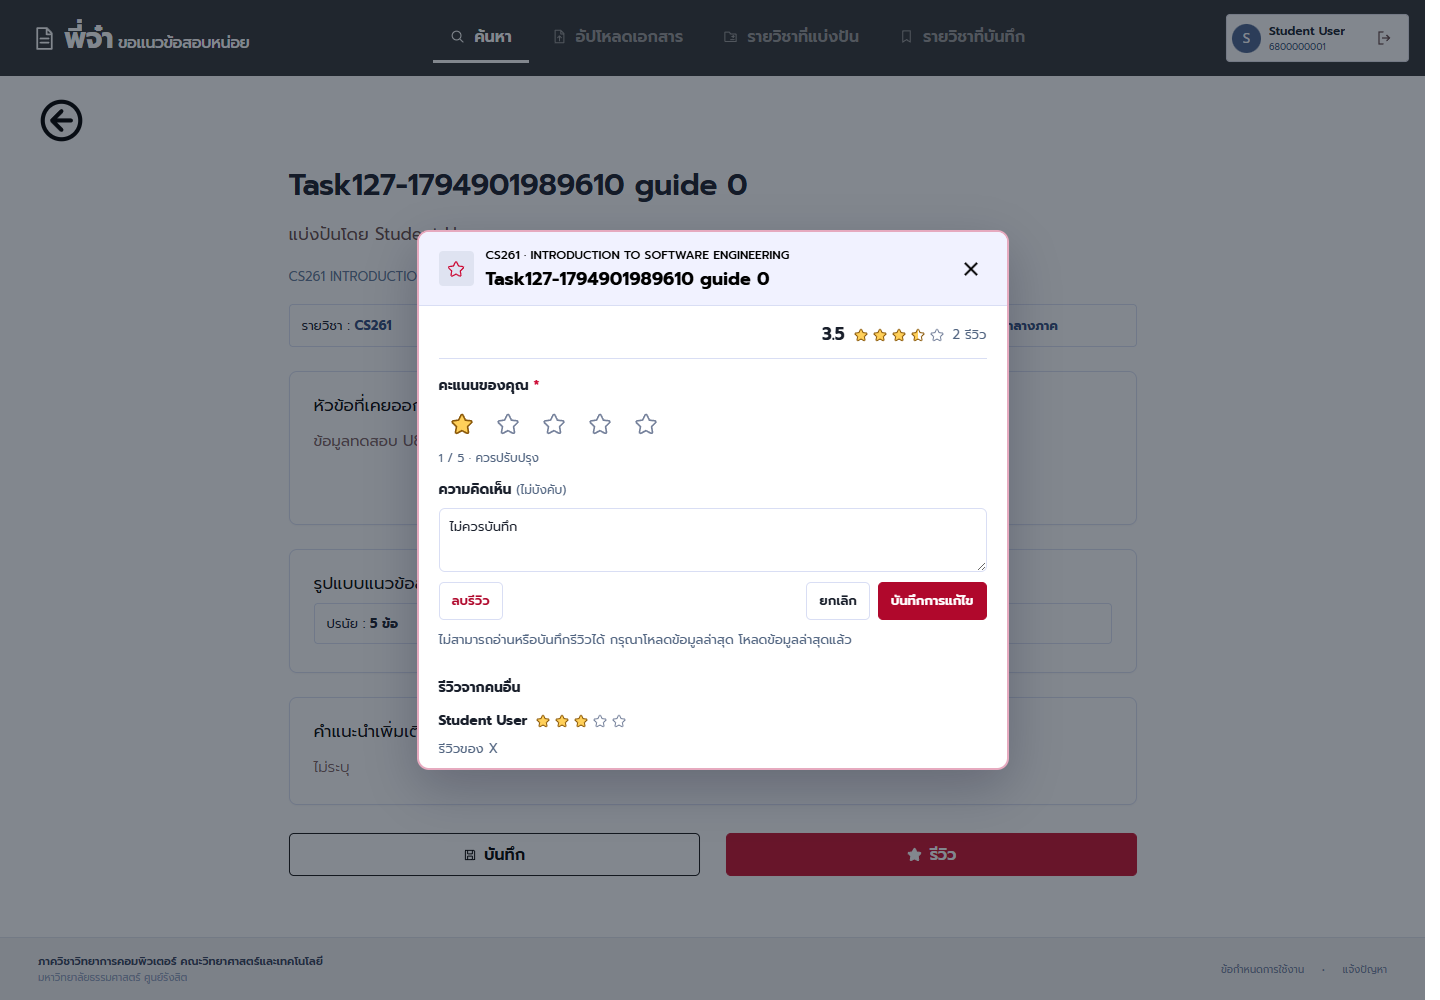 พี่จ๋า ขอแนวข้อสอบหน่อย
ค้นหา
อัปโหลดเอกสาร
รายวิชาที่แบ่งปัน
รายวิชาที่บันทึก
S
Student User
6800000001
Task127-1794901989610 guide 0
แบ่งปันโดย
CS261 INTRODUCTIO
รายวิชา : CS261
ลางภาค
หัวข้อที่เคยออก
ข้อมูลทดสอบ
รูปแบบแนวข้อ
ปรนัย : 5 ข้อ
คำแนะนำเพิ่มเติ
ไม่ระบุ
CS261 · INTRODUCTION TO SOFTWARE ENGINEERING
Task127-1794901989610 guide 0
3.5
2 รีวิว
คะแนนของคุณ *
1 / 5 · ควรปรับปรุง
ความคิดเห็น (ไม่บังคับ)
ไม่ควรบันทึก
ลบรีวิว
ยกเลิก
บันทึกการแก้ไข
ไม่สามารถอ่านหรือบันทึกรีวิวได้ กรุณาโหลดข้อมูลล่าสุด โหลดข้อมูลล่าสุดแล้ว
รีวิวจากคนอื่น
Student User
รีวิวของ X
บันทึก
รีวิว
ภาควิชาวิทยาการคอมพิวเตอร์ คณะวิทยาศาสตร์และเทคโนโลยี
มหาวิทยาลัยธรรมศาสตร์ ศูนย์รังสิต
ข้อกำหนดการใช้งาน
·
แจ้งปัญหา